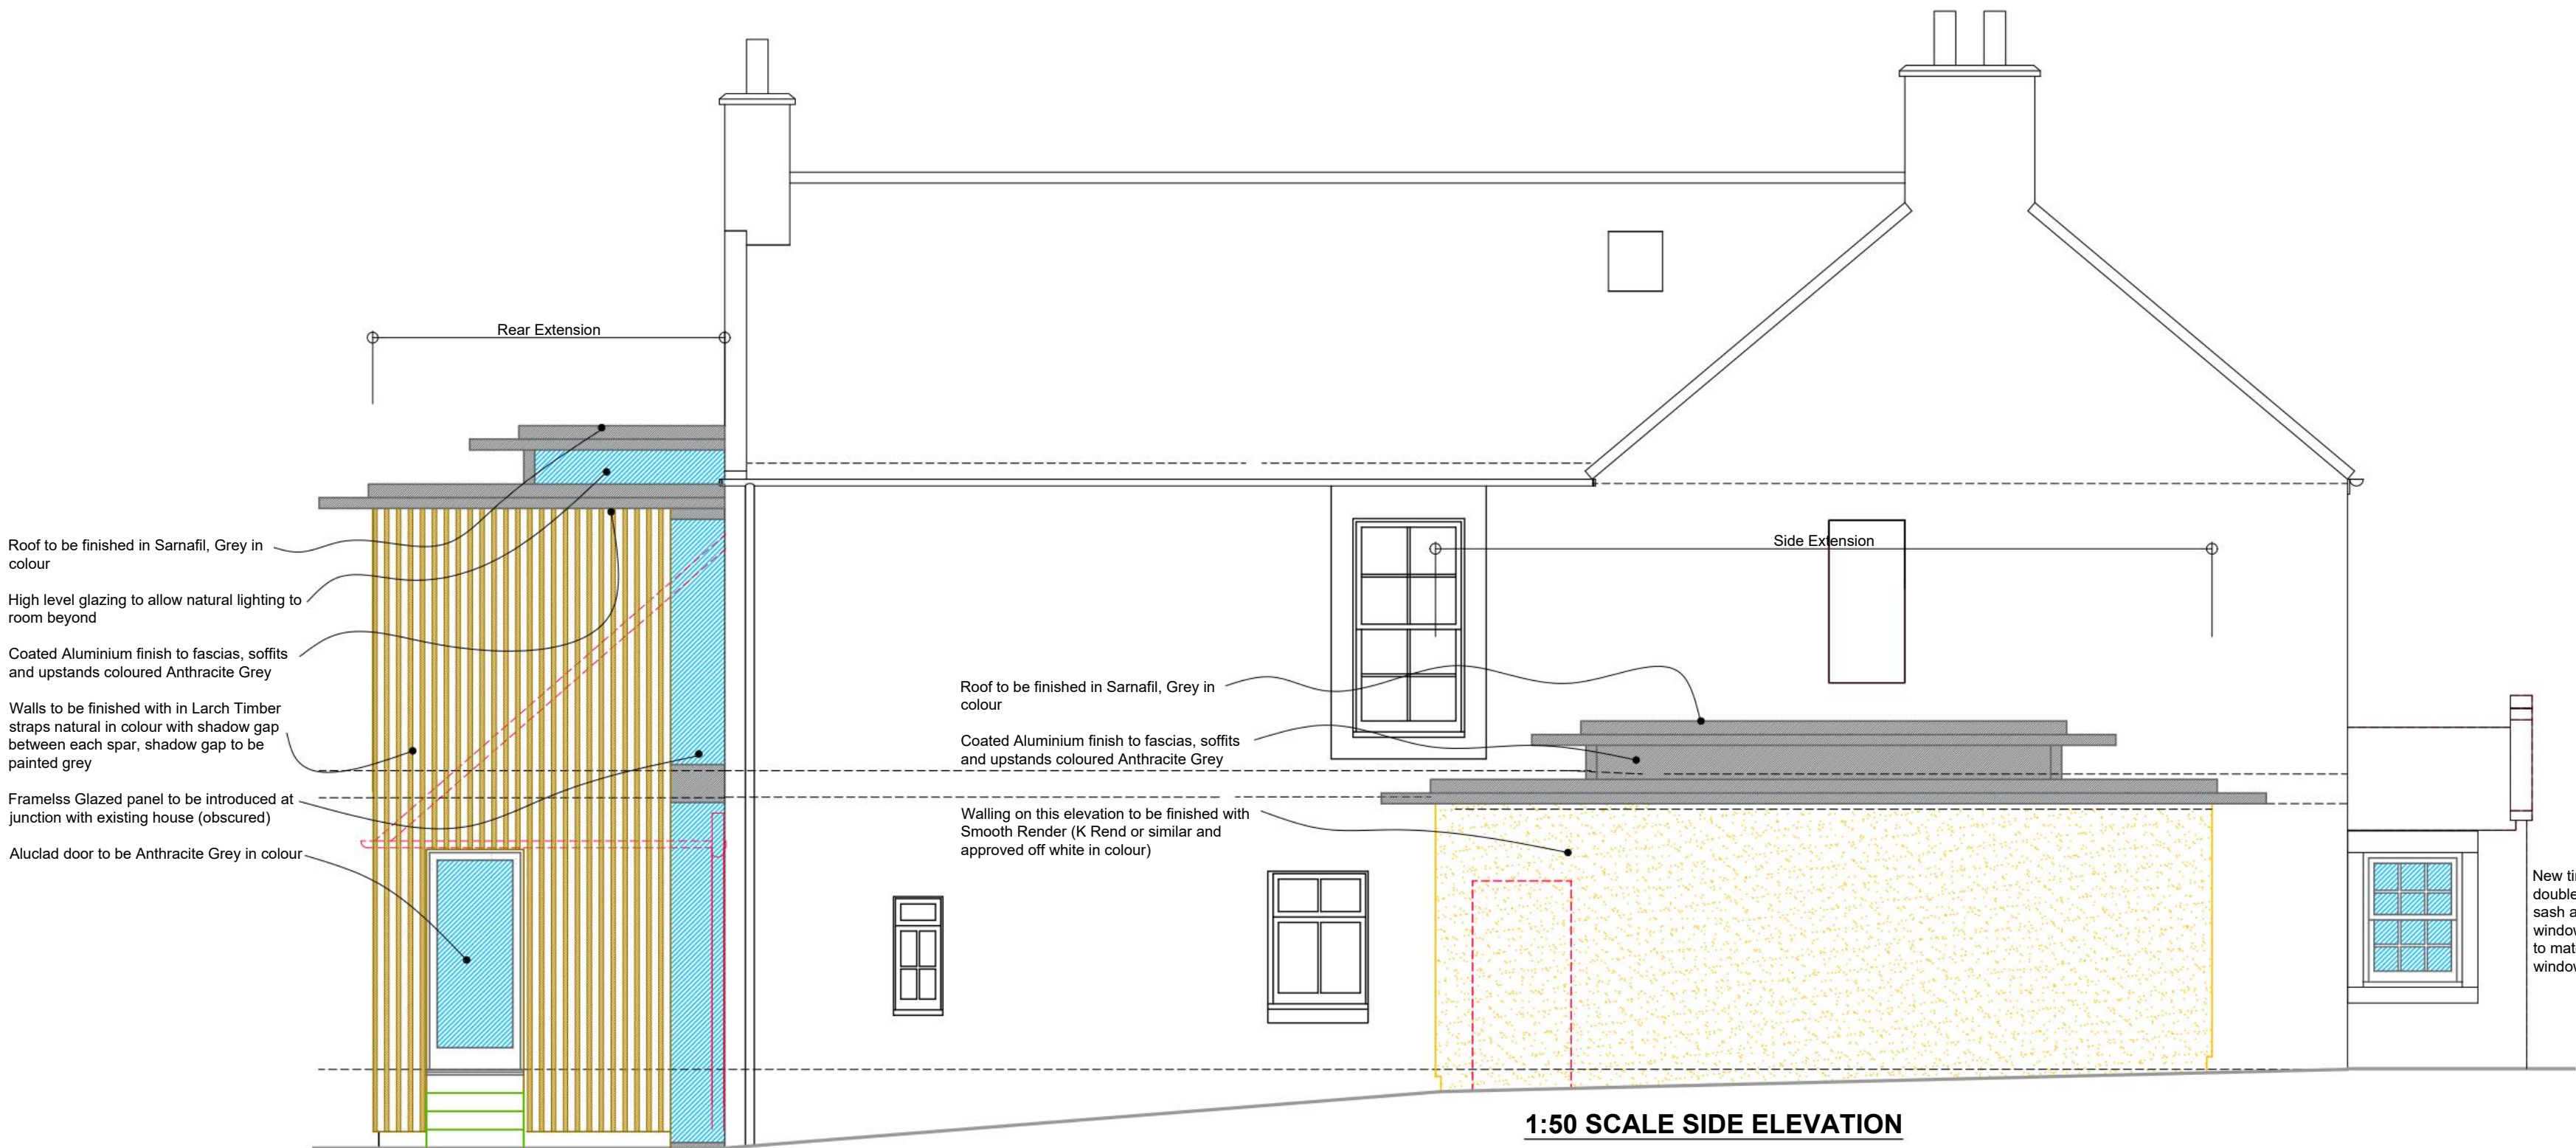 Rear Extension
Roof to be finished in Sarnafil, Grey in
colour
High level glazing to allow natural lighting to
room beyond
Coated Aluminium finish to fascias, soffits
and upstands coloured Anthracite Grey
Walls to be finished with in Larch Timber
straps natural in colour with shadow gap
between each spar, shadow gap to be
painted grey
Framelss Glazed panel to be introduced at
junction with existing house (obscured)
Aluclad door to be Anthracite Grey in colour
Side Extension
Roof to be finished in Sarnafil, Grey in
colour
Coated Aluminium finish to fascias, soffits
and upstands coloured Anthracite Grey
Walling on this elevation to be finished with
Smooth Render (K Rend or similar and
approved off white in colour)
New
double
sash
to
1:50 SCALE SIDE ELEVATION